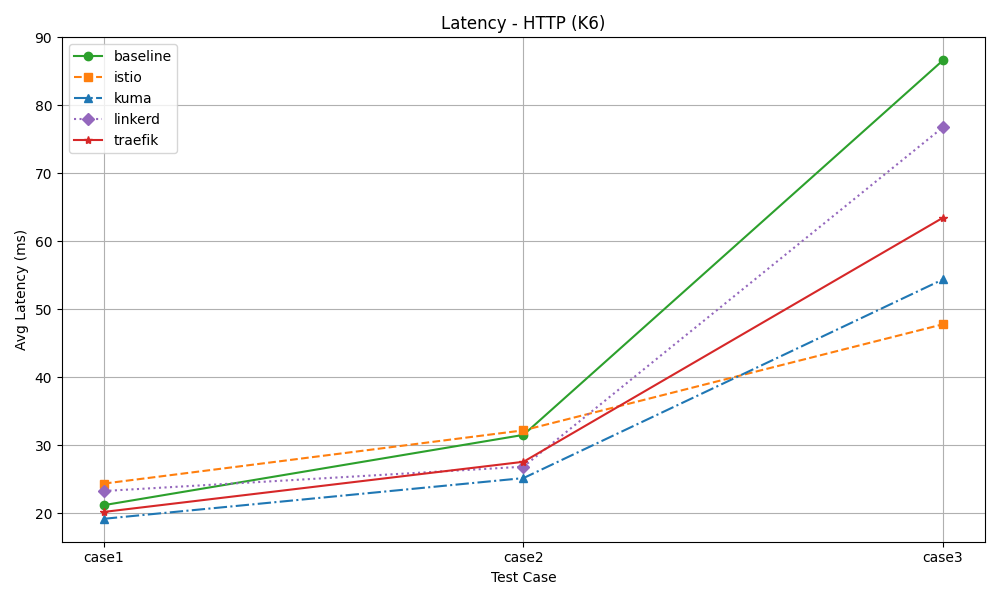 Latency - HTTP (K6)
90
80
70
60
50
40
30
20
Avg Latency (ms)
baseline
istio
kuma
linkerd
traefik
case1
case2
case3
Test Case